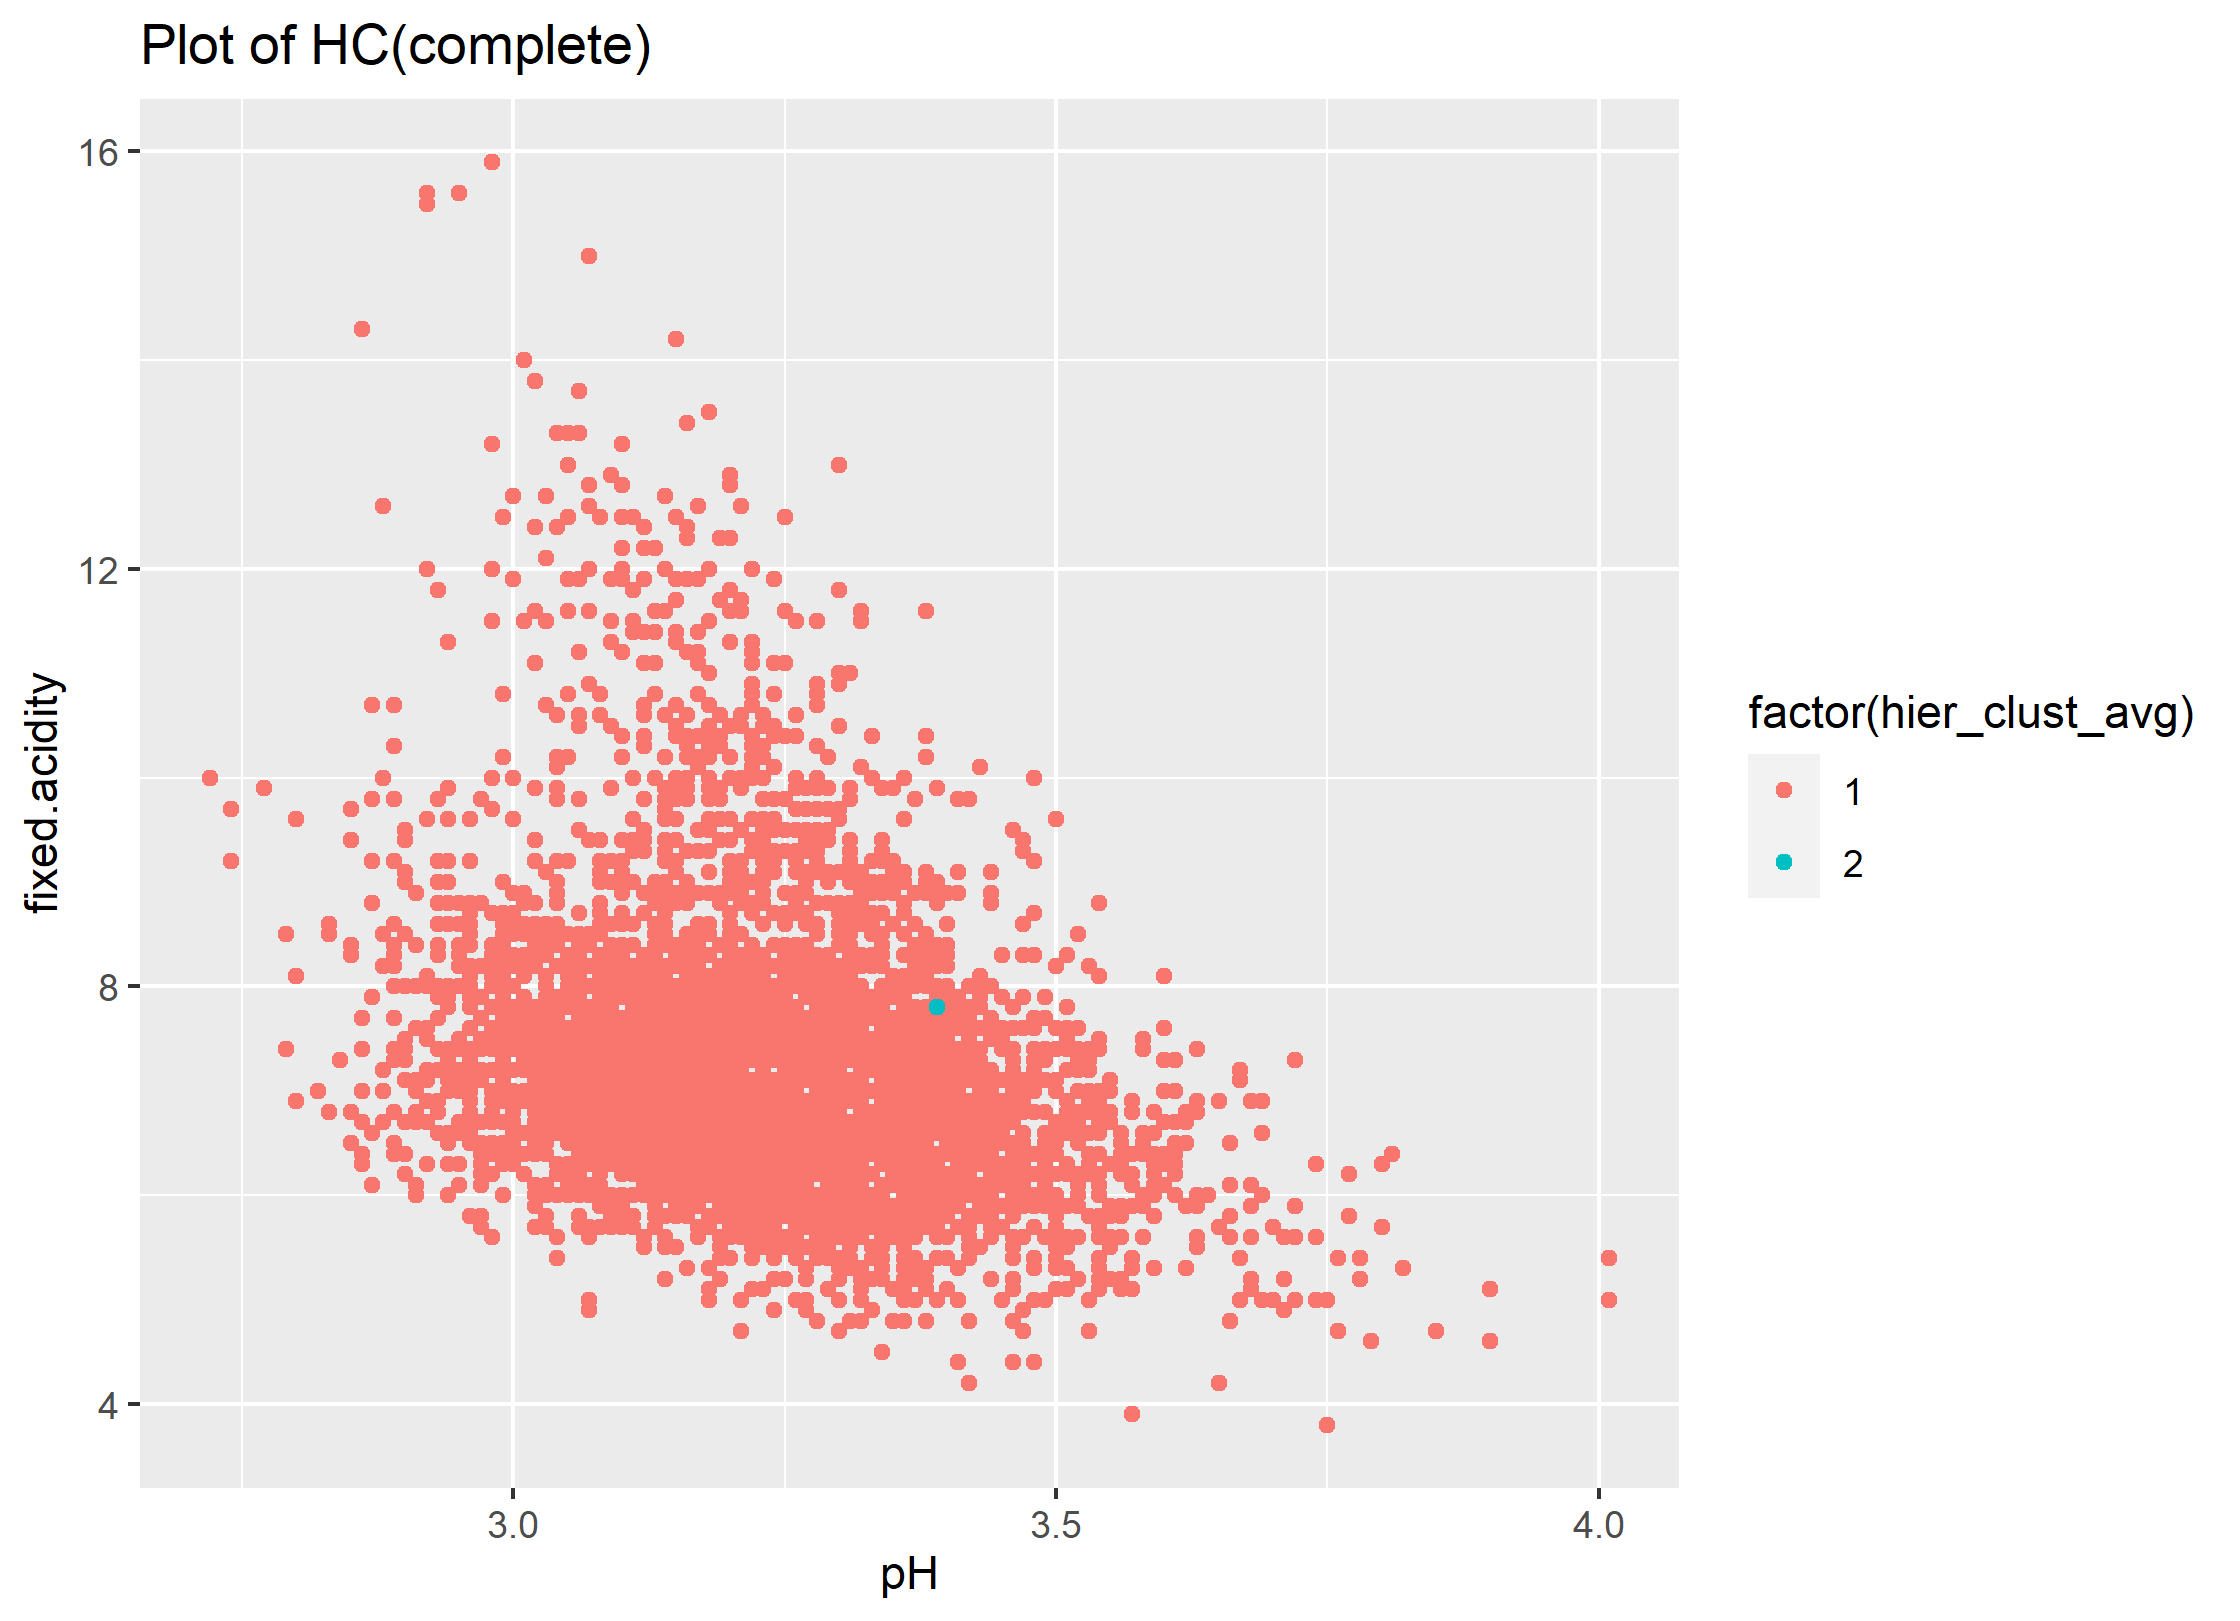 Plot of HC(complete)
16
12
8
4
fixed.acidity
3.0
3.5
4.0
pH
factor(hier_clust_avg)
1
2